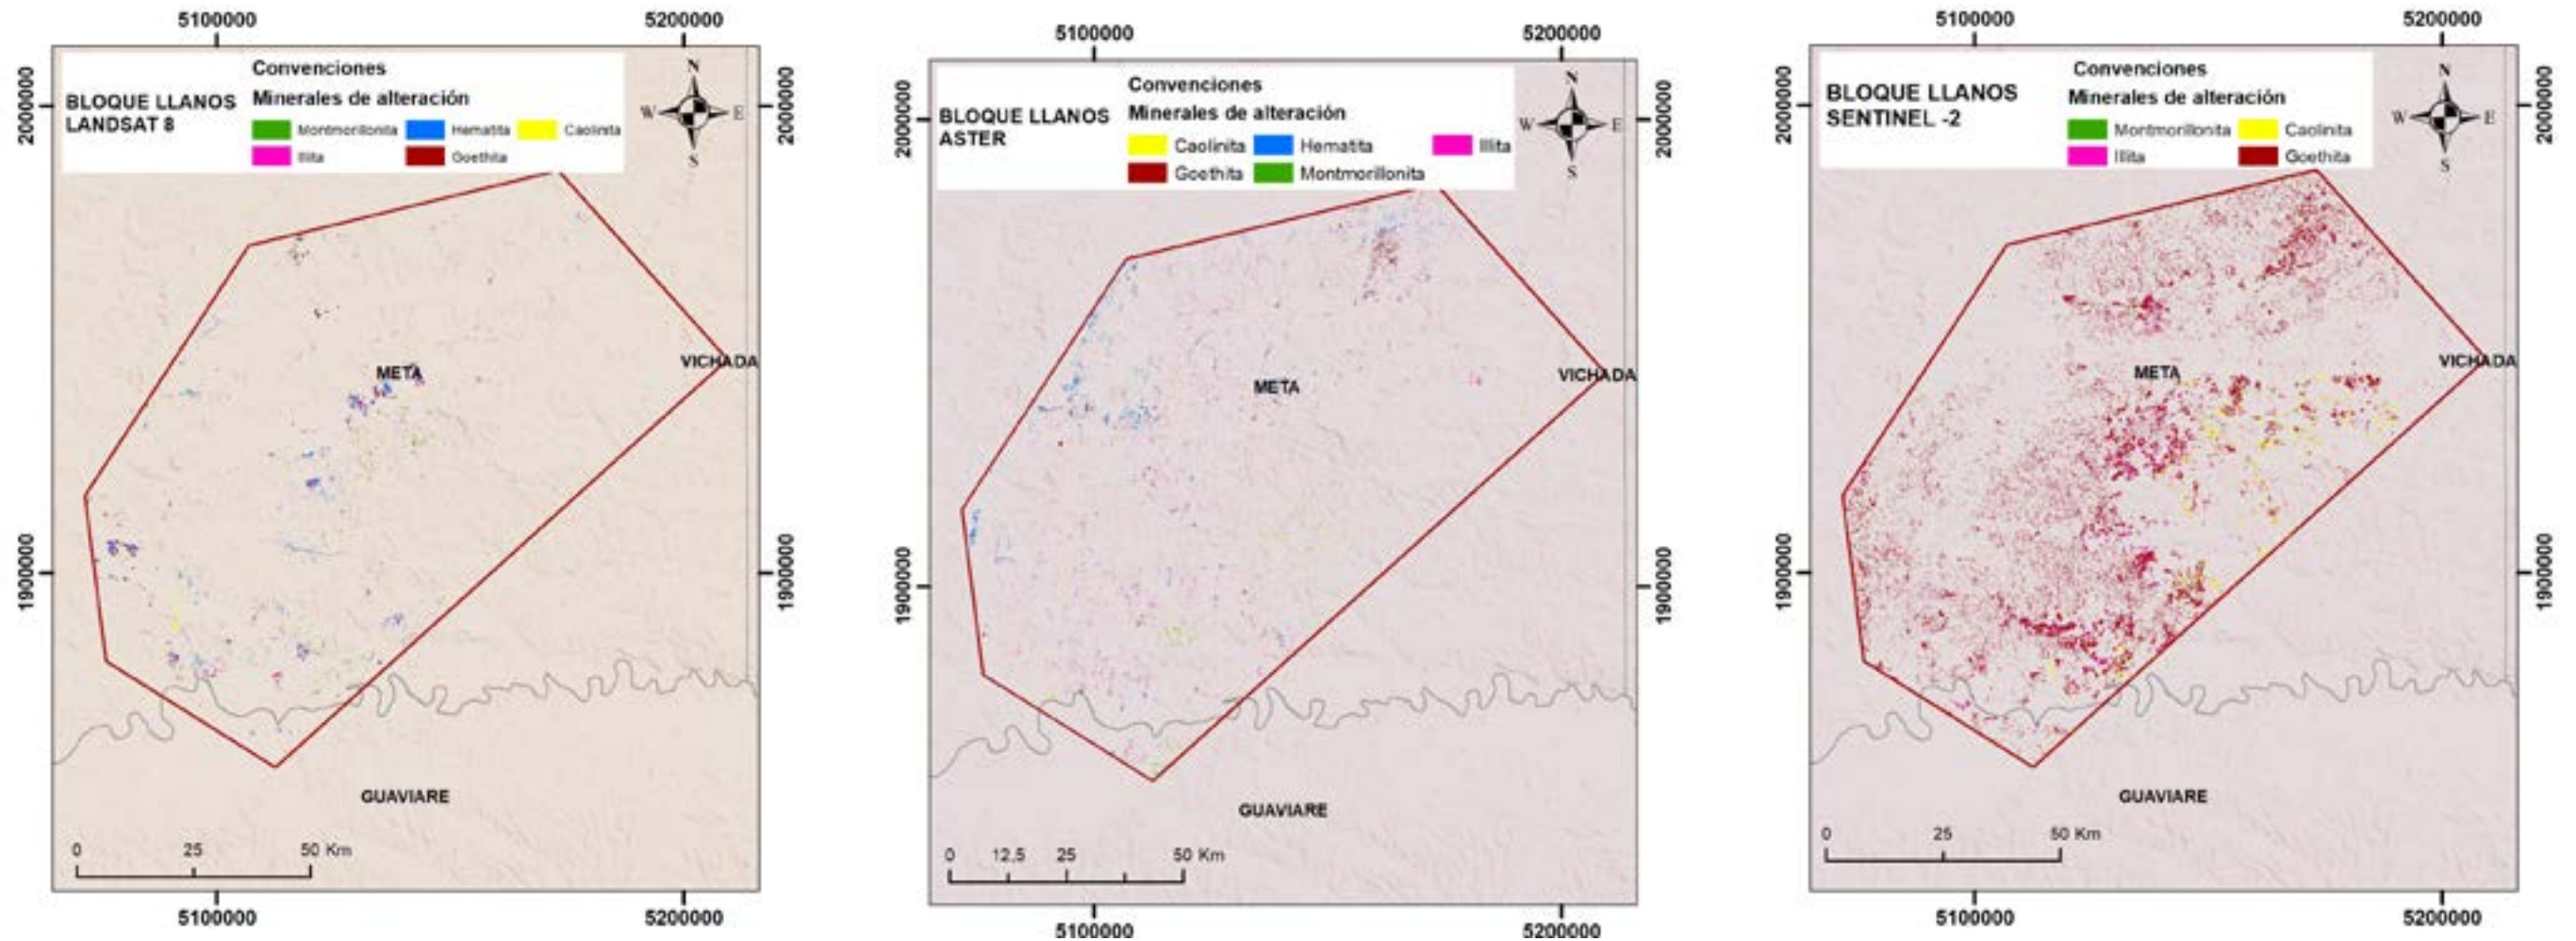 5100000 5200000
2000000 2000000
BLOQUE LLANOS
LANDSAT 8
Convenciones
Minerales de alteración
Montmorillonita Hematita Caolinita
Illita Goethita
N
W E
S
META
VICHADA
1900000 1900000
GUAVIARE
0 25 50 Km
5100000 5200000
5100000 5200000
2000000 2000000
BLOQUE LLANOS
ASTER
Convenciones
Minerales de alteración
Caolinita Hematita Illita
Goethita Montmorillonita
N
W E
S
META
VICHADA
1900000 1900000
GUAVIARE
0 12,5 25 50 Km
5100000 5200000
5100000 5200000
2000000 2000000
BLOQUE LLANOS
SENTINEL -2
Convenciones
Minerales de alteración
Montmorillonita Caolinita
Illita Goethita
N
W E
S
META
VICHADA
1900000 1900000
GUAVIARE
0 25 50 Km
5100000 5200000